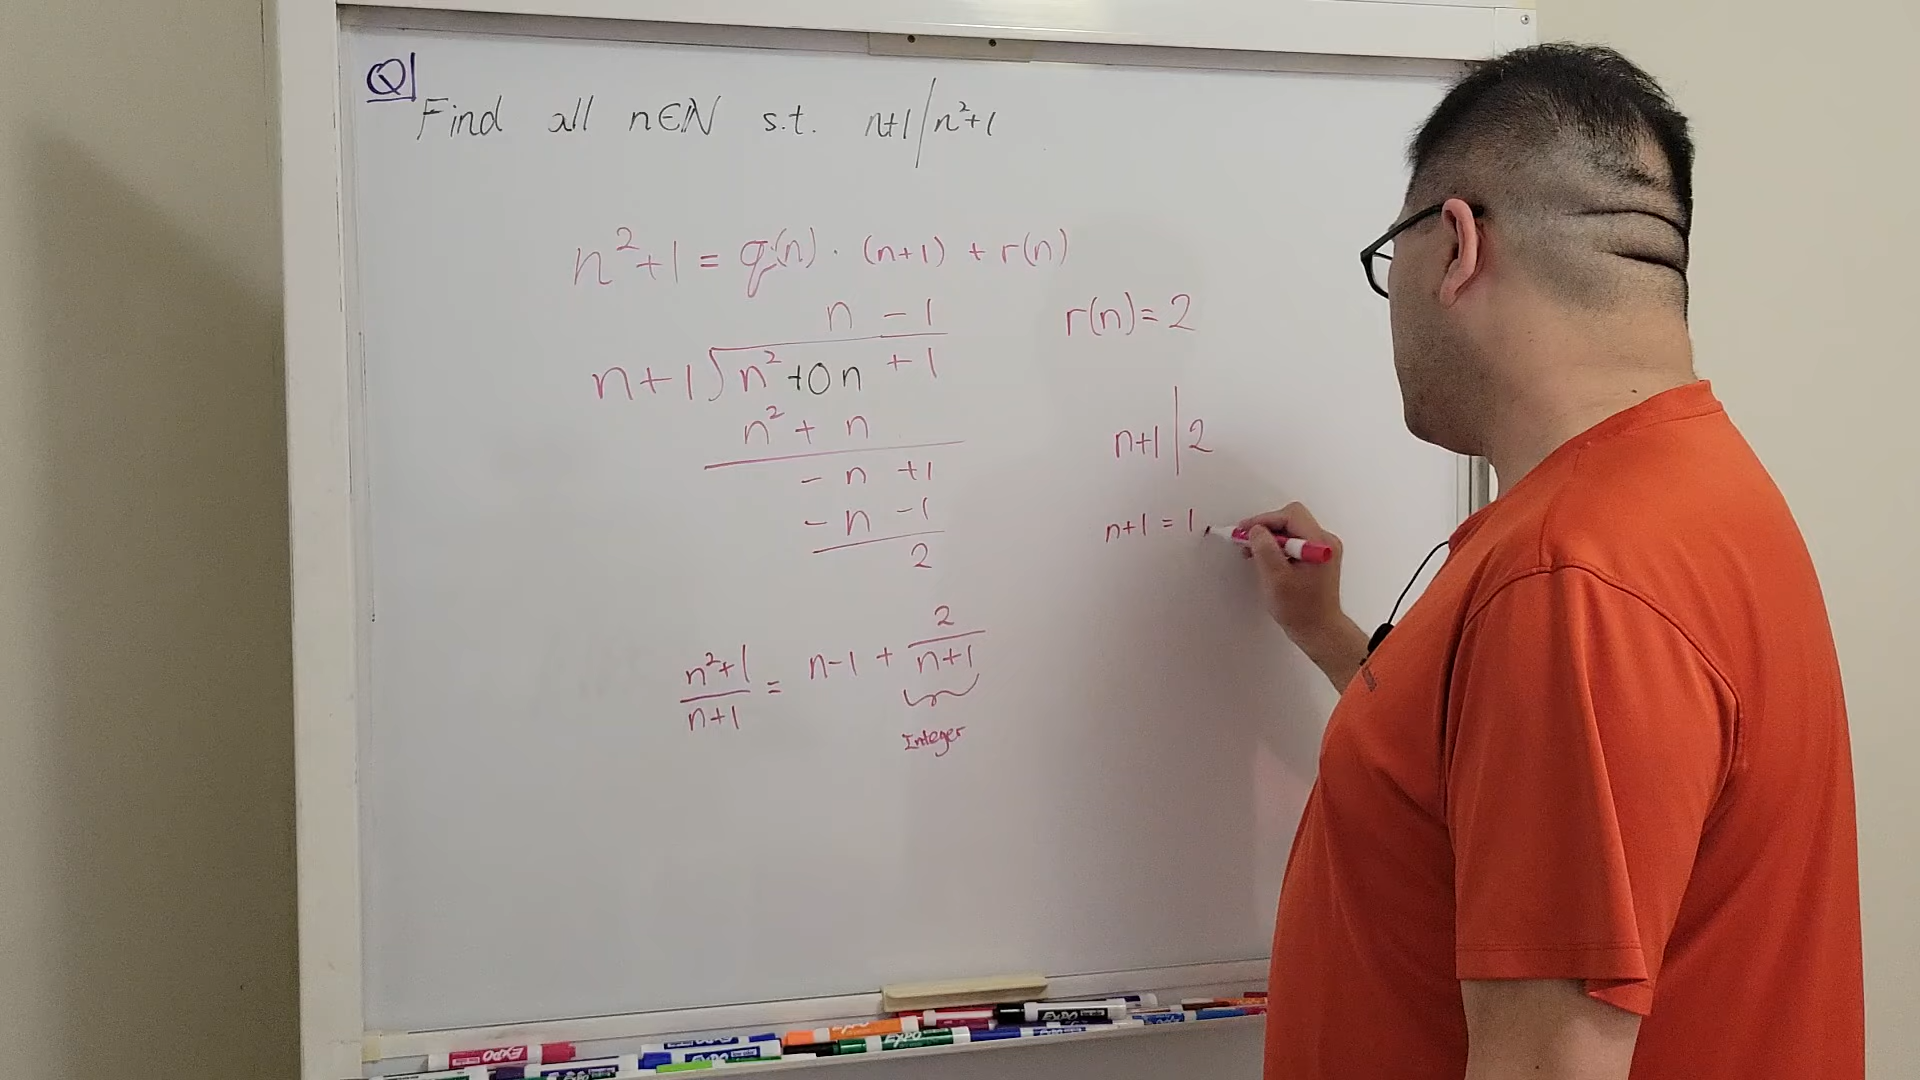 Q
Find all n∈ℕ s.t. n+1 | n²+1
n²+1 = q(n) · (n+1) + r(n)
n - 1
n+1 ) n² +0n +1
n² + n
- n +1
- n -1
2
n²+1 / n+1 = n-1 + 2 / n+1
Integer
r(n) = 2
n+1 | 2
n+1 = 1,
EXPO